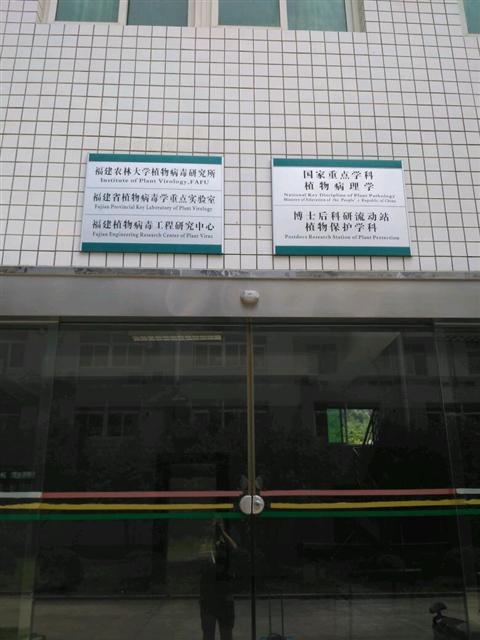 福建农林大学植物病毒研究所
Institute of Plant Virology,FAFU
福建省植物病毒学重点实验室
Fujian Provincial Key Laboratory of Plant Virology
福建植物病毒工程研究中心
Fujian Engineering Research Center of Plant Virus
国家重点学科
植物病理学
National Key Discipline of Plant Pathology
Ministry of Education of the People's Republic of China
博士后科研流动站
植物保护学科
Postdocs Research Station of Plant Protection